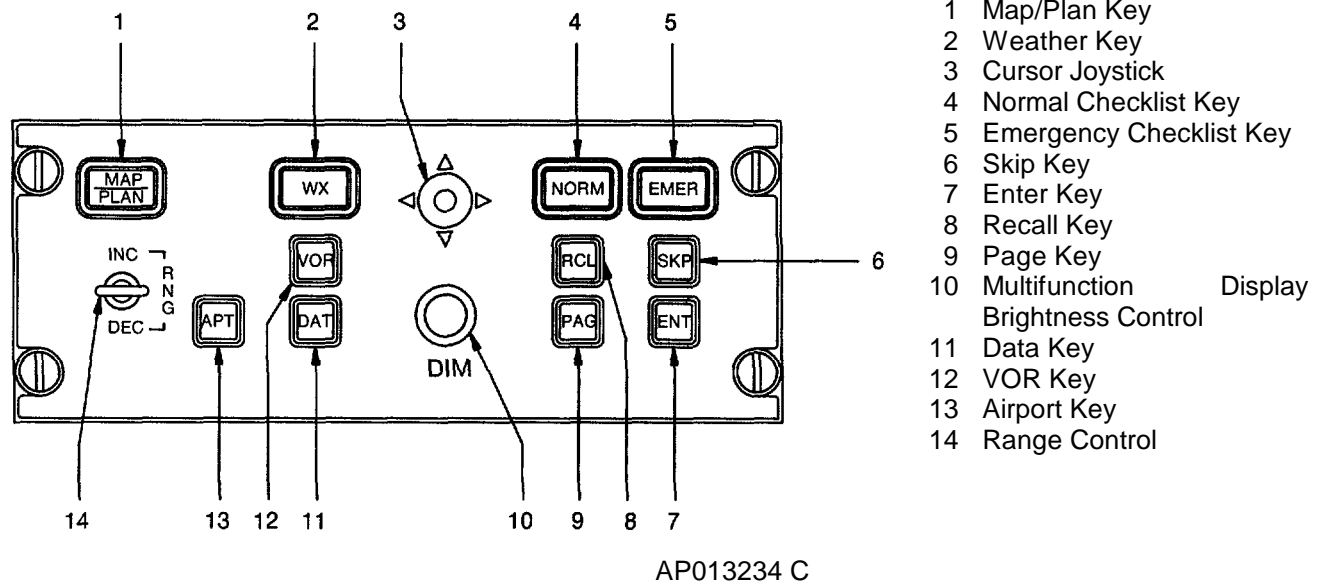 1 2 3 4 5
MAP
PLAN
WX
NORM
EMER
VOR
RCL
SKP
6
INC
RNG
DEC
APT
DAT
PAG
ENT
DIM
14 13 12 11 10 9 8 7
AP013234 C
1 Map/Plan Key
2 Weather Key
3 Cursor Joystick
4 Normal Checklist Key
5 Emergency Checklist Key
6 Skip Key
7 Enter Key
8 Recall Key
9 Page Key
10 Multifunction Display
Brightness Control
11 Data Key
12 VOR Key
13 Airport Key
14 Range Control